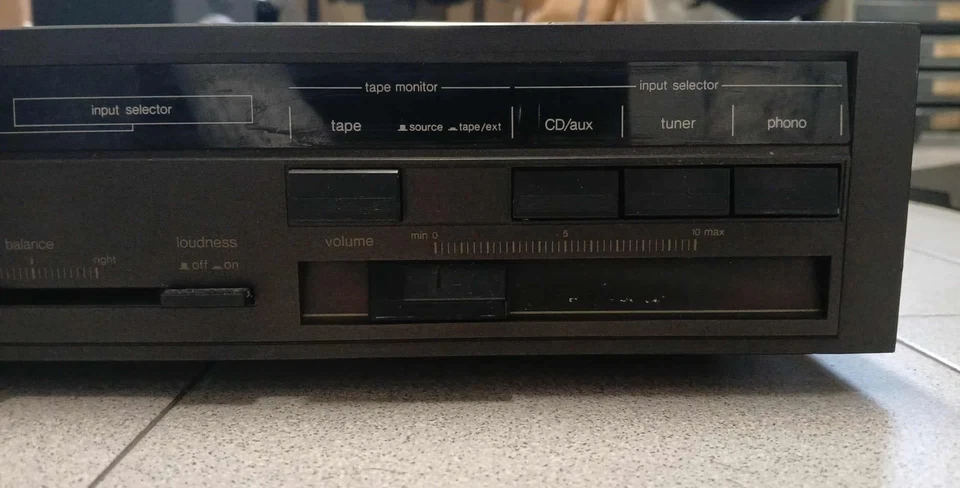 tape monitor
input selector
input selector
tape
source
tape/ext
CD/aux
tuner
phono
balance
right
loudness
off
on
volume
min 0
5
10 max